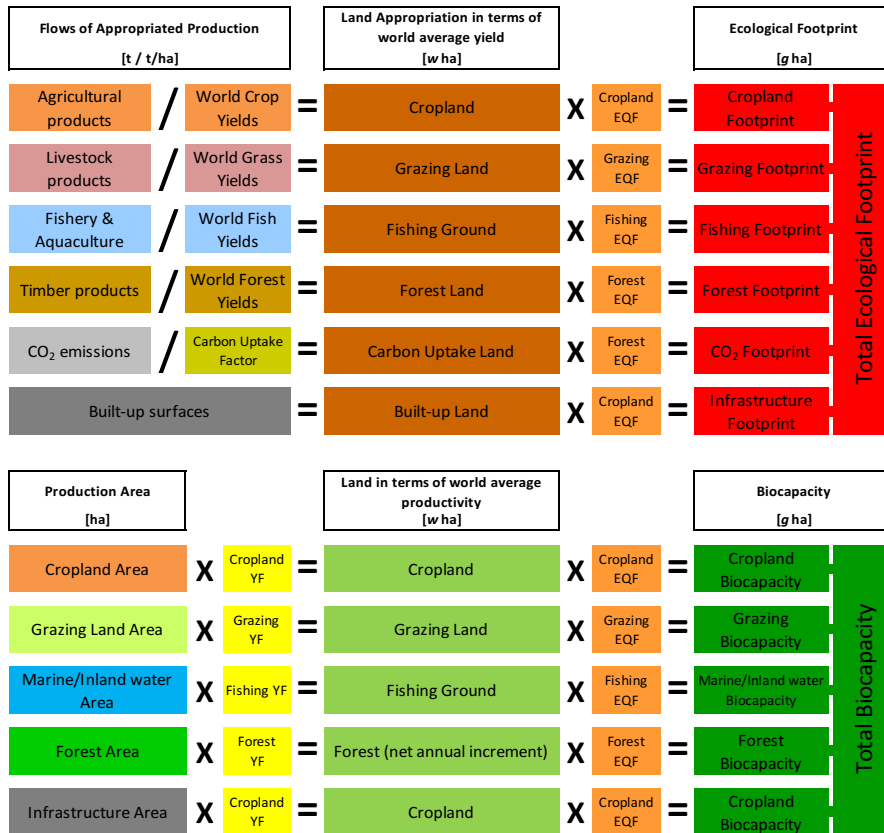 Flows of Appropriated Production
[t / t/ha]
Land Appropriation in terms of
world average yield
[w ha]
Ecological Footprint
[g ha]
Agricultural
products
/
World Crop
Yields
=
Cropland
X
Cropland
EQF
=
Cropland
Footprint
Livestock
products
/
World Grass
Yields
=
Grazing Land
X
Grazing
EQF
=
Grazing Footprint
Fishery &
Aquaculture
/
World Fish
Yields
=
Fishing Ground
X
Fishing
EQF
=
Fishing Footprint
Timber products
/
World Forest
Yields
=
Forest Land
X
Forest
EQF
=
Forest Footprint
CO₂ emissions
/
Carbon Uptake
Factor
=
Carbon Uptake Land
X
Forest
EQF
=
CO₂ Footprint
Built-up surfaces
=
Built-up Land
X
Cropland
EQF
=
Infrastructure
Footprint
Total Ecological Footprint
Production Area
[ha]
Land in terms of world average
productivity
[w ha]
Biocapacity
[g ha]
Cropland Area
X
Cropland
YF
=
Cropland
X
Cropland
EQF
=
Cropland
Biocapacity
Grazing Land Area
X
Grazing
YF
=
Grazing Land
X
Grazing
EQF
=
Grazing
Biocapacity
Marine/Inland water
Area
X
Fishing YF
=
Fishing Ground
X
Fishing
EQF
=
Marine/Inland water
Biocapacity
Forest Area
X
Forest
YF
=
Forest (net annual increment)
X
Forest
EQF
=
Forest
Biocapacity
Infrastructure Area
X
Cropland
YF
=
Cropland
X
Cropland
EQF
=
Cropland
Biocapacity
Total Biocapacity